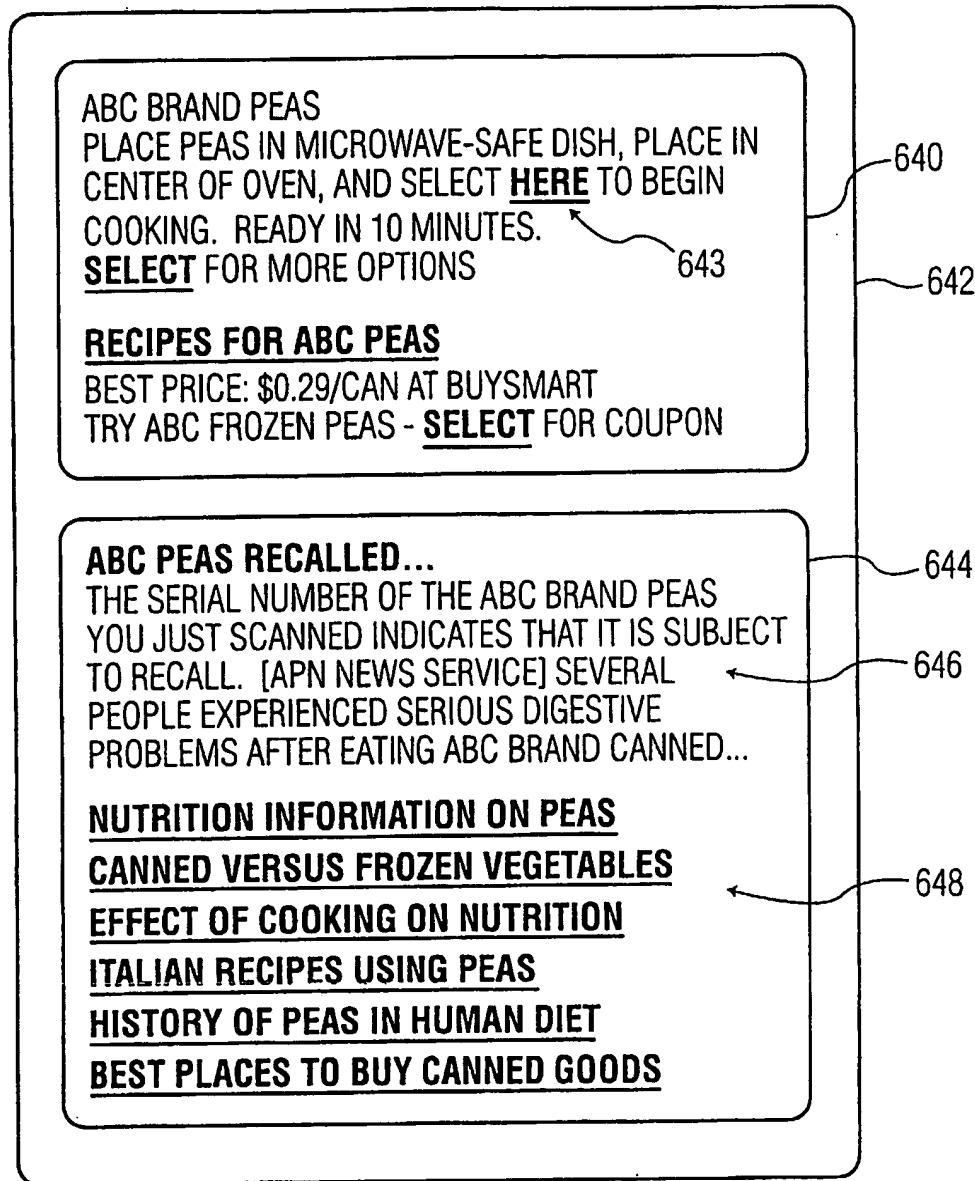 ABC BRAND PEAS
PLACE PEAS IN MICROWAVE-SAFE DISH, PLACE IN
CENTER OF OVEN, AND SELECT HERE TO BEGIN
COOKING. READY IN 10 MINUTES.
SELECT FOR MORE OPTIONS
RECIPES FOR ABC PEAS
BEST PRICE: $0.29/CAN AT BUYSMART
TRY ABC FROZEN PEAS - SELECT FOR COUPON
640
643
642
ABC PEAS RECALLED...
THE SERIAL NUMBER OF THE ABC BRAND PEAS
YOU JUST SCANNED INDICATES THAT IT IS SUBJECT
TO RECALL. [APN NEWS SERVICE] SEVERAL
PEOPLE EXPERIENCED SERIOUS DIGESTIVE
PROBLEMS AFTER EATING ABC BRAND CANNED...
644
646
NUTRITION INFORMATION ON PEAS
CANNED VERSUS FROZEN VEGETABLES
EFFECT OF COOKING ON NUTRITION
ITALIAN RECIPES USING PEAS
HISTORY OF PEAS IN HUMAN DIET
BEST PLACES TO BUY CANNED GOODS
648